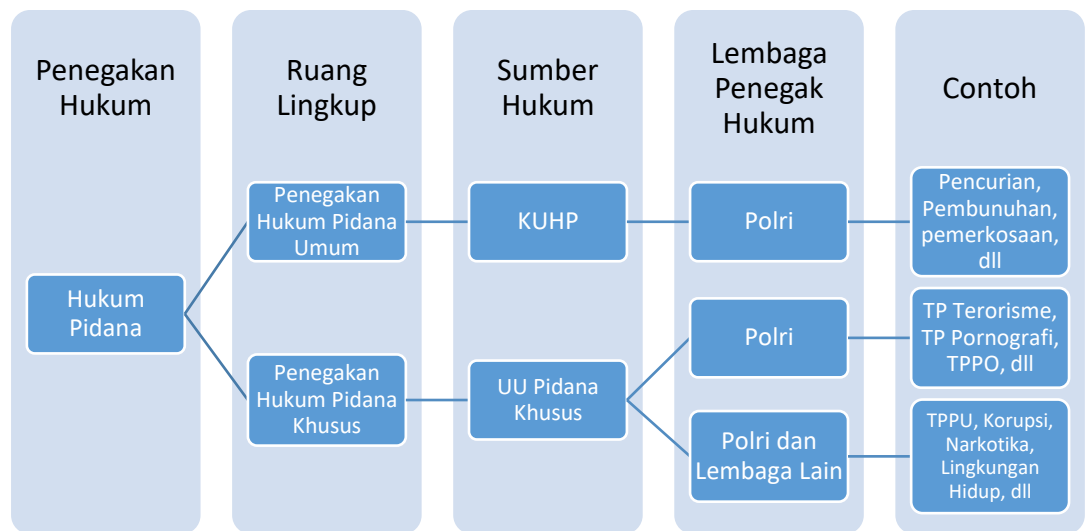 Penegakan
Hukum
Ruang
Lingkup
Sumber
Hukum
Lembaga
Penegak
Hukum
Contoh
Hukum
Pidana
Penegakan
Hukum Pidana
Umum
KUHP
Polri
Pencurian,
Pembunuhan,
pemerkosaan,
dll
Penegakan
Hukum Pidana
Khusus
UU Pidana
Khusus
Polri
TP Terorisme,
TP Pornografi,
TPPO, dll
Polri dan
Lembaga Lain
TPPU, Korupsi,
Narkotika,
Lingkungan
Hidup, dll